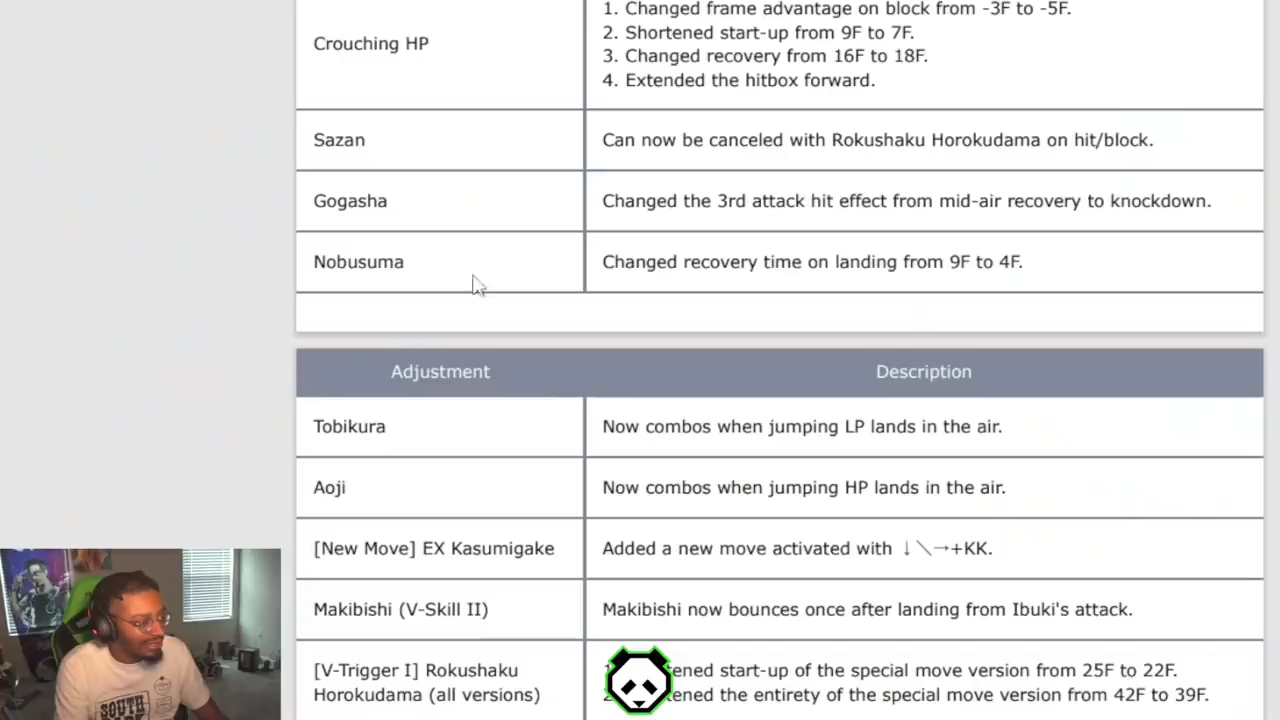 Crouching HP
1. Changed frame advantage on block from -3F to -5F.
2. Shortened start-up from 9F to 7F.
3. Changed recovery from 16F to 18F.
4. Extended the hitbox forward.
Sazan
Can now be canceled with Rokushaku Horokudama on hit/block.
Gogasha
Changed the 3rd attack hit effect from mid-air recovery to knockdown.
Nobusuma
Changed recovery time on landing from 9F to 4F.
Adjustment
Description
Tobikura
Now combos when jumping LP lands in the air.
Aoji
Now combos when jumping HP lands in the air.
[New Move] EX Kasumigake
Added a new move activated with ↓↘→+KK.
Makibishi (V-Skill II)
Makibishi now bounces once after landing from Ibuki's attack.
[V-Trigger I] Rokushaku
Horokudama (all versions)
start-up of the special move version from 25F to 22F.
the entirety of the special move version from 42F to 39F.
SOUTH